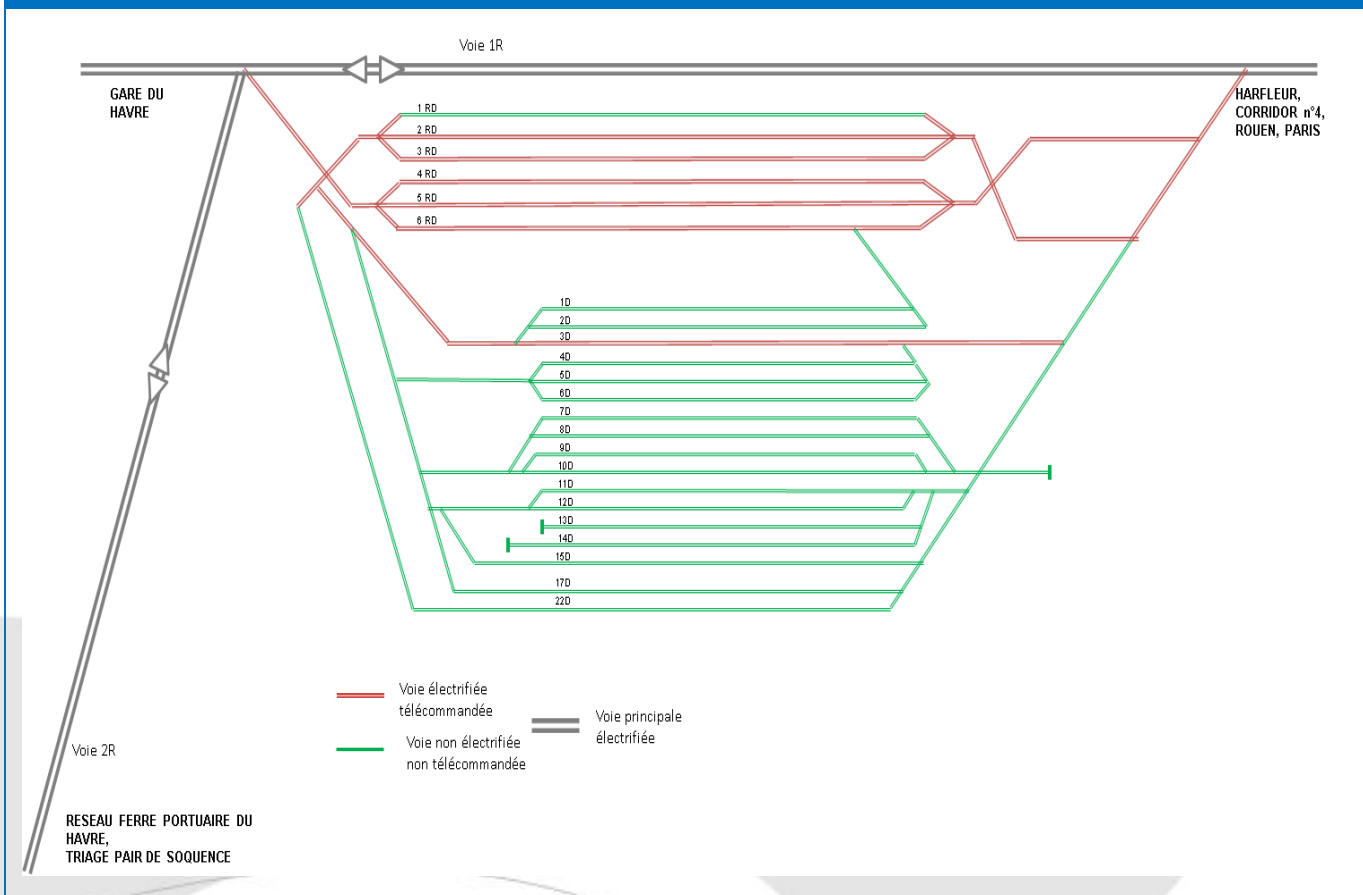 Voie 1R
GARE DU
HAVRE
HARFLEUR,
CORRIDOR n°4,
ROUEN, PARIS
1 RD
2 RD
3 RD
4 RD
5 RD
6 RD
1D
2D
3D
4D
5D
6D
7D
8D
9D
10D
11D
12D
13D
14D
15D
17D
22D
Voie électrifiée
télécommandée
Voie non électrifiée
non télécommandée
Voie principale
électrifiée
Voie 2R
RESEAU FERRE PORTUAIRE DU
HAVRE,
TRIAGE PAIR DE SOQUENCE